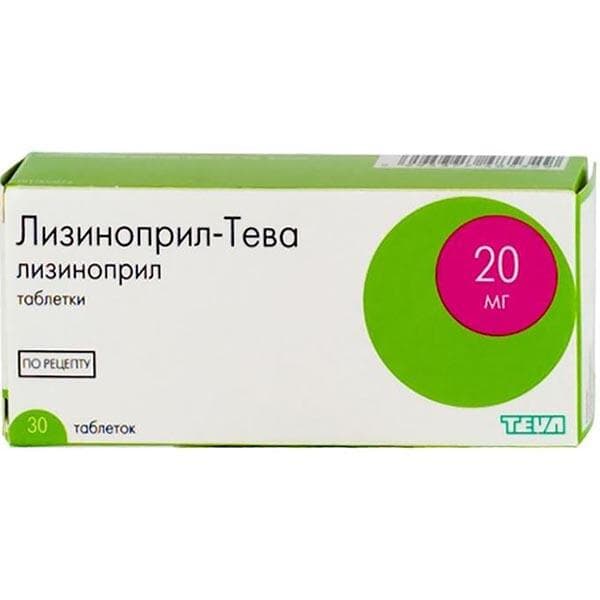 Лизиноприл-Тева
лизиноприл
таблетки
20
мг
ПО РЕЦЕПТУ
30 таблеток
TEVA